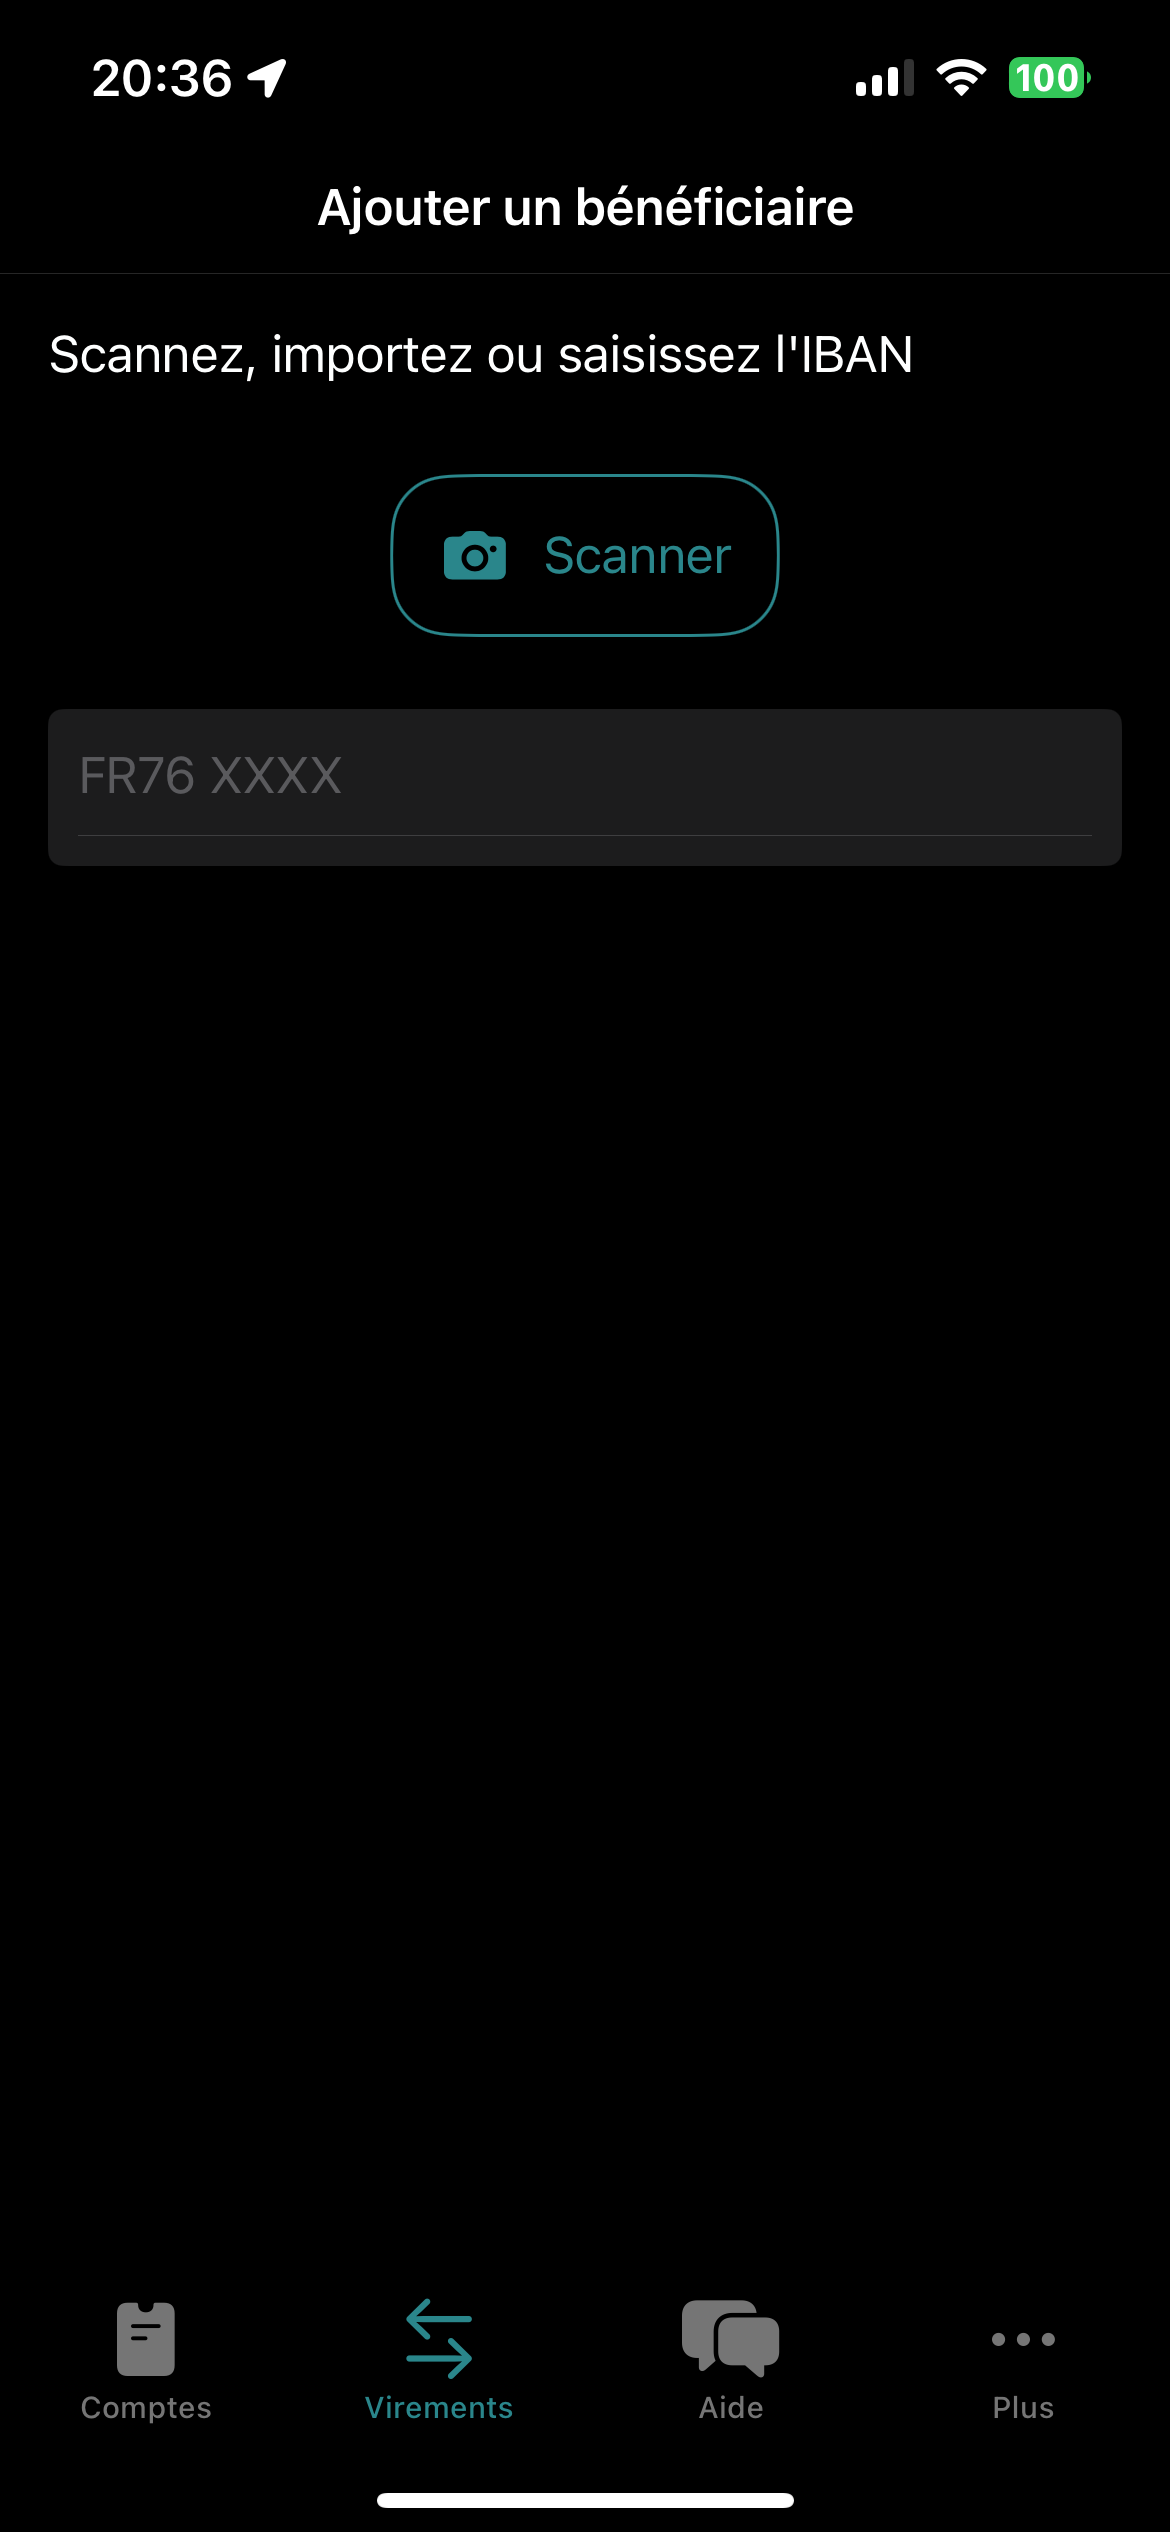 20:36
100
Ajouter un bénéficiaire
Scannez, importez ou saisissez l'IBAN
Scanner
FR76 XXXX
Comptes
Virements
Aide
Plus